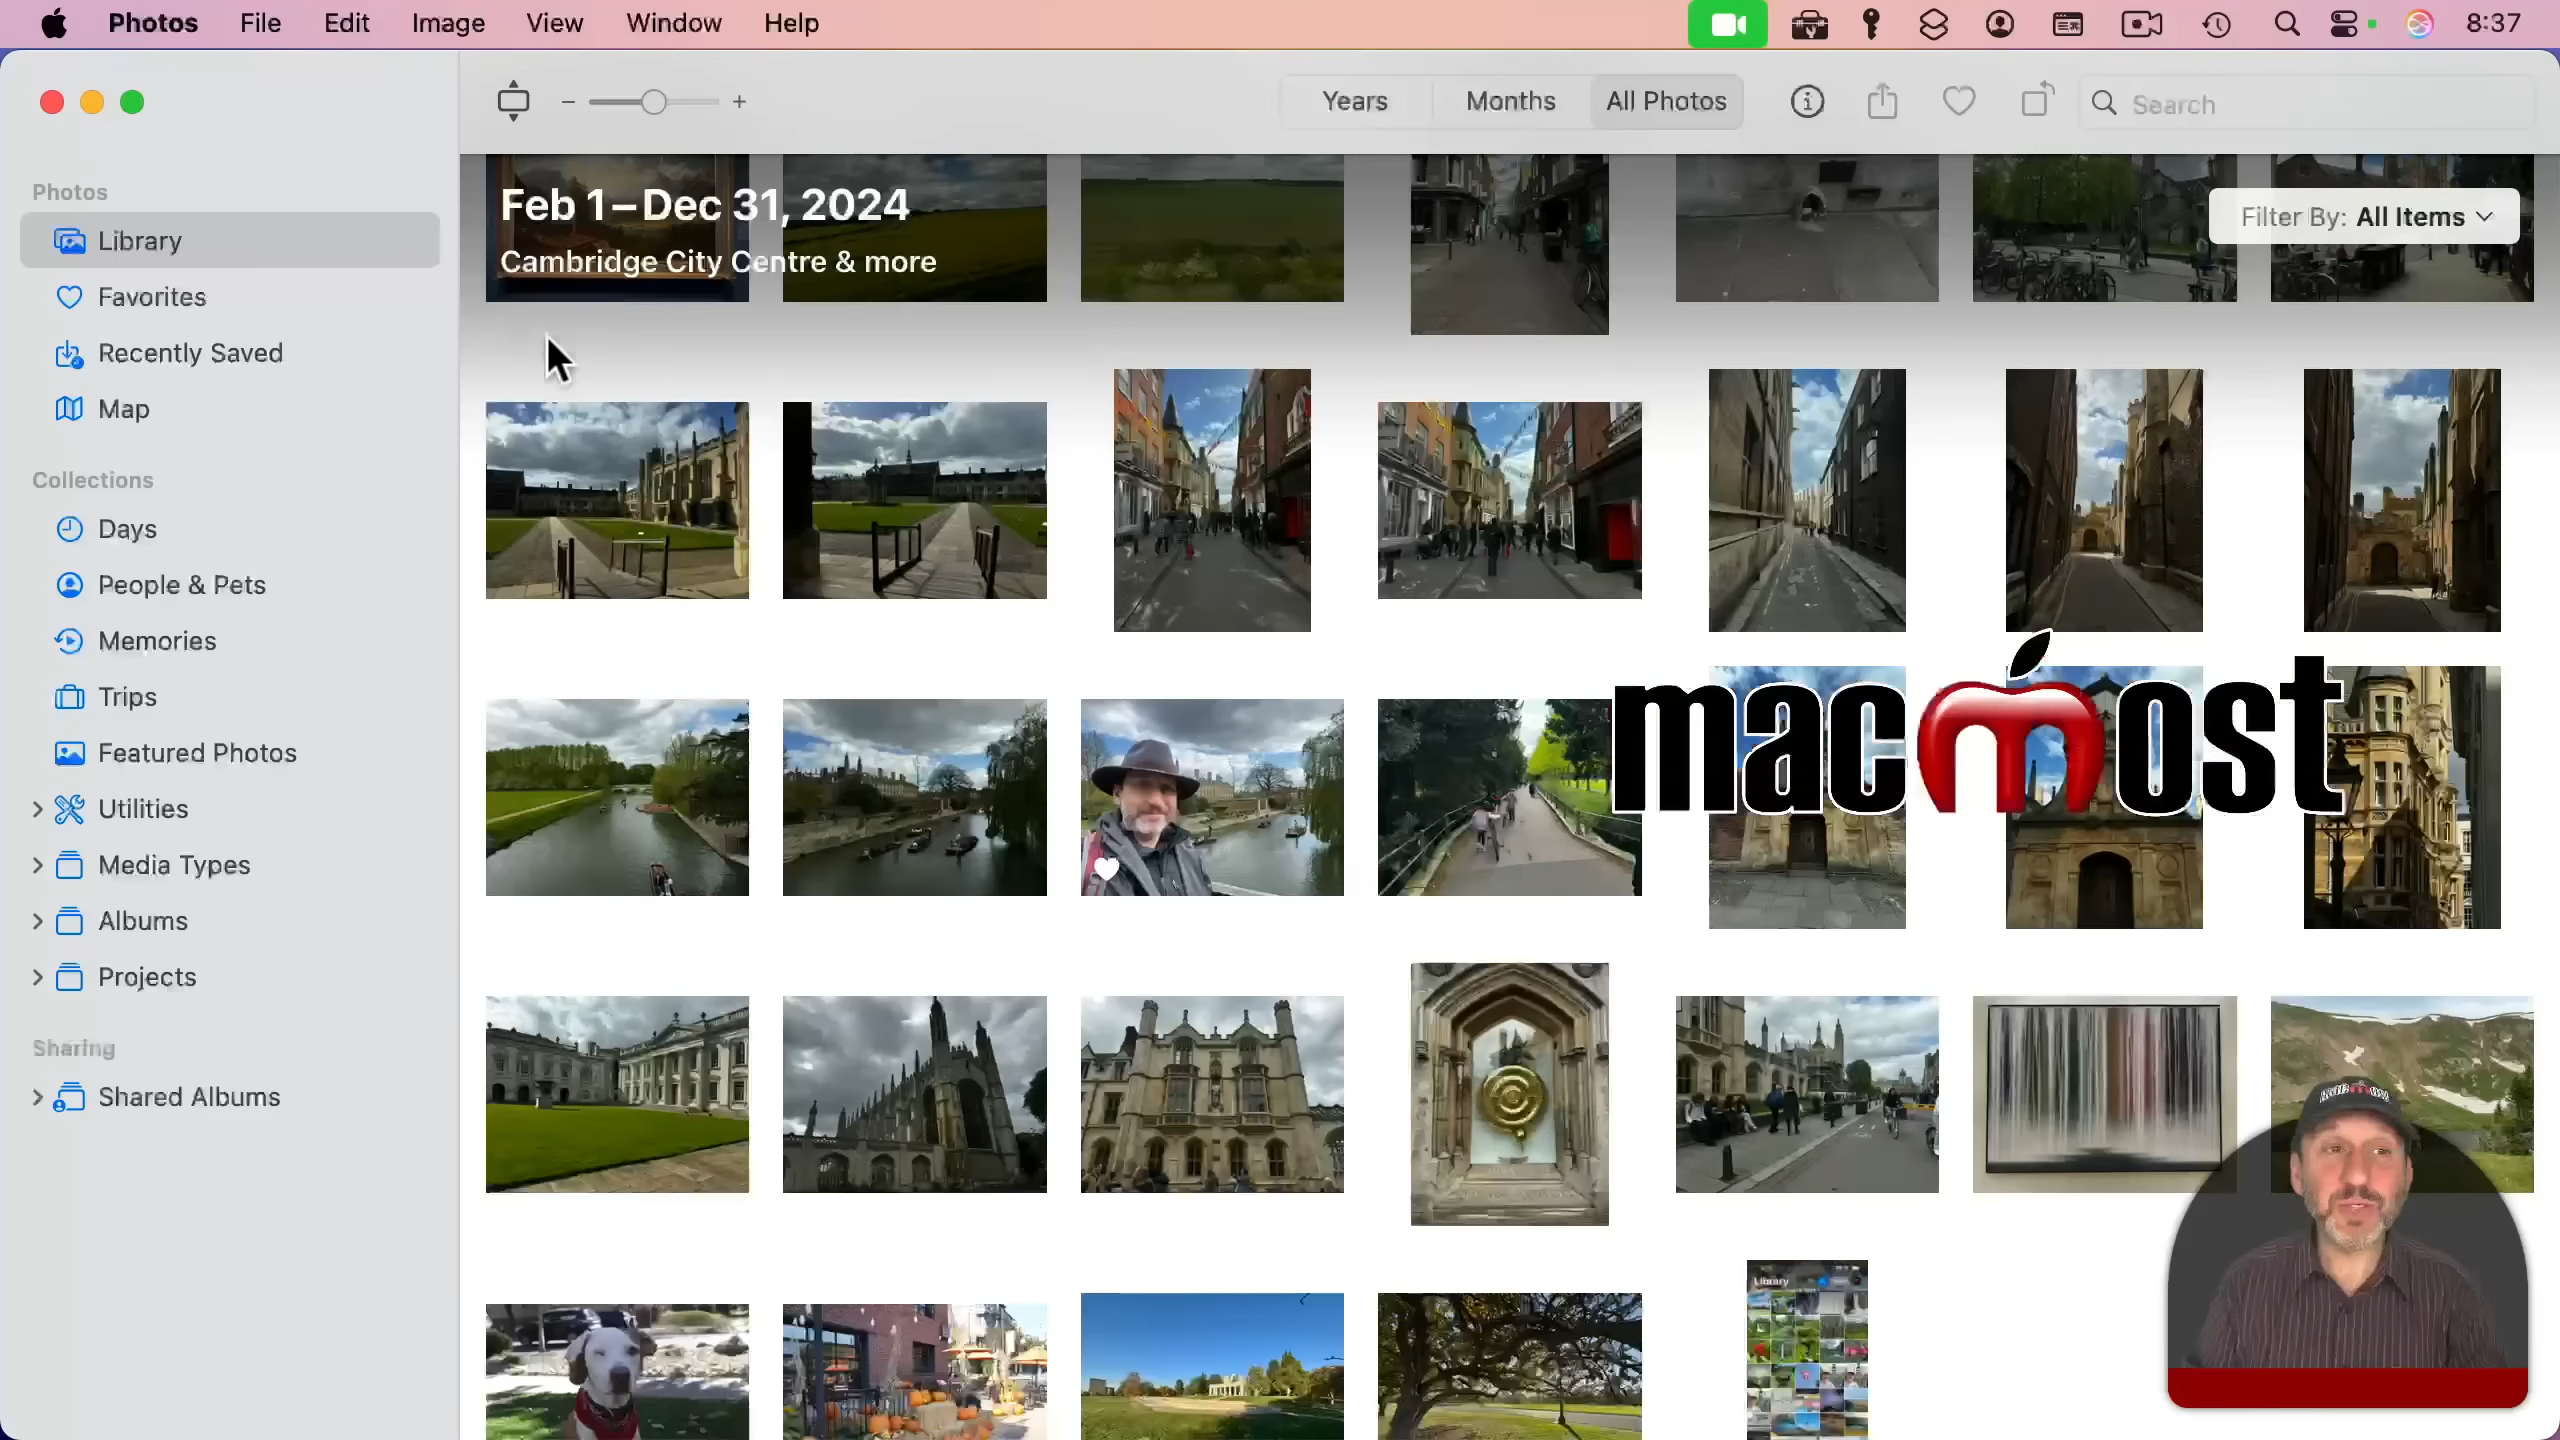 Photos File Edit Image View Window Help 8:37
Years Months All Photos Search
Photos
Library
Favorites
Recently Saved
Map
Collections
Days
People & Pets
Memories
Trips
Featured Photos
Utilities
Media Types
Albums
Projects
Sharing
Shared Albums
Feb 1–Dec 31, 2024
Cambridge City Centre & more
Filter By: All Items
macmost
Library
macmost